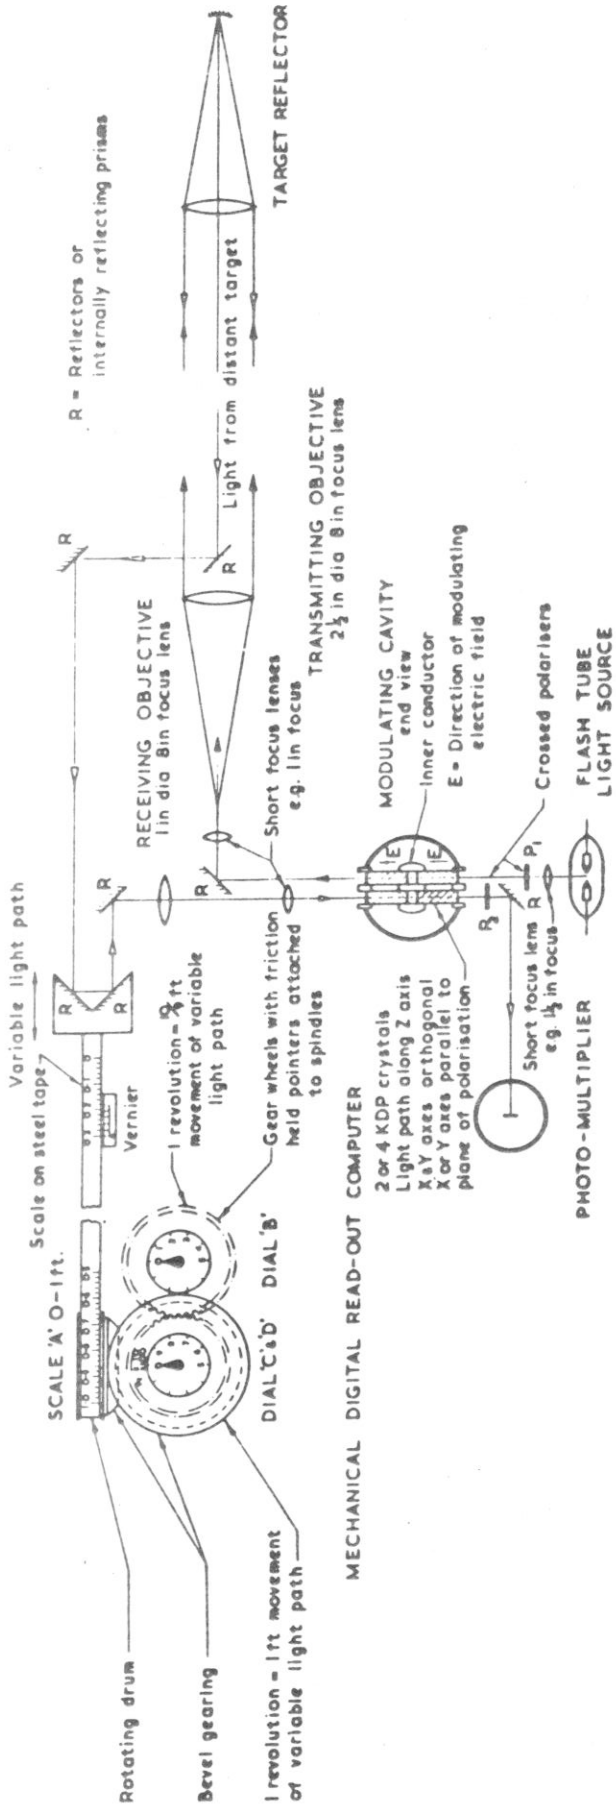 R = Reflectors or
internally reflecting prisms
TARGET REFLECTOR
Light from distant target
R
R
Variable light path
Scale on steel tape
R
R
Vernier
R
RECEIVING OBJECTIVE
1 in dia 8in focus lens
TRANSMITTING OBJECTIVE
2½ in dia 8 in focus lens
Short focus lenses
e.g. 1in focus
R
MODULATING CAVITY
end view
Inner conductor
E = Direction of modulating
electric field
E
E
Crossed polarisers
P1
P2
R
FLASH TUBE
LIGHT SOURCE
Short focus lens
e.g. 1½ in focus
PHOTO-MULTIPLIER
2 or 4 KDP crystals
Light path along Z axis
X & Y axes orthogonal
X or Y axes parallel to
plane of polarisation
SCALE 'A' 0-1ft.
1 revolution = 10/9 ft
movement of variable
light path
Gear wheels with friction
held pointers attached
to spindles
DIAL 'C' & 'D'
DIAL 'B'
Rotating drum
Bevel gearing
1 revolution = 1ft movement
of variable light path
MECHANICAL DIGITAL READ-OUT COMPUTER